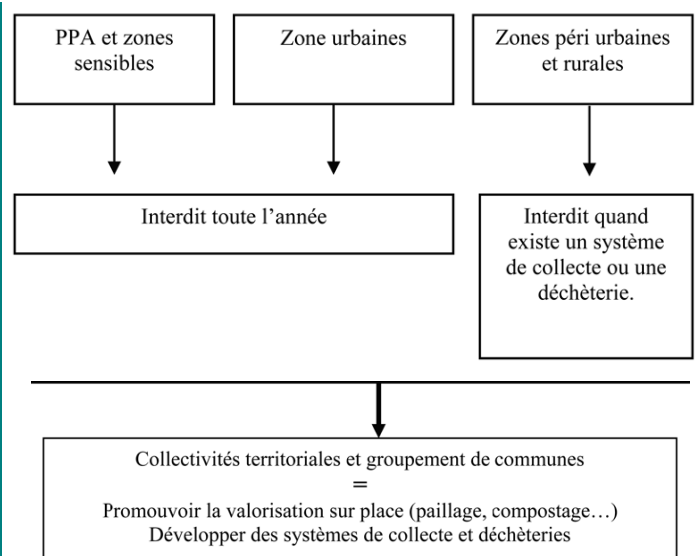 PPA et zones
sensibles
Zone urbaines
Zones péri urbaines
et rurales
Interdit toute l’année
Interdit quand
existe un système
de collecte ou une
déchèterie.
Collectivités territoriales et groupement de communes
=
Promouvoir la valorisation sur place (paillage, compostage…)
Développer des systèmes de collecte et déchèteries